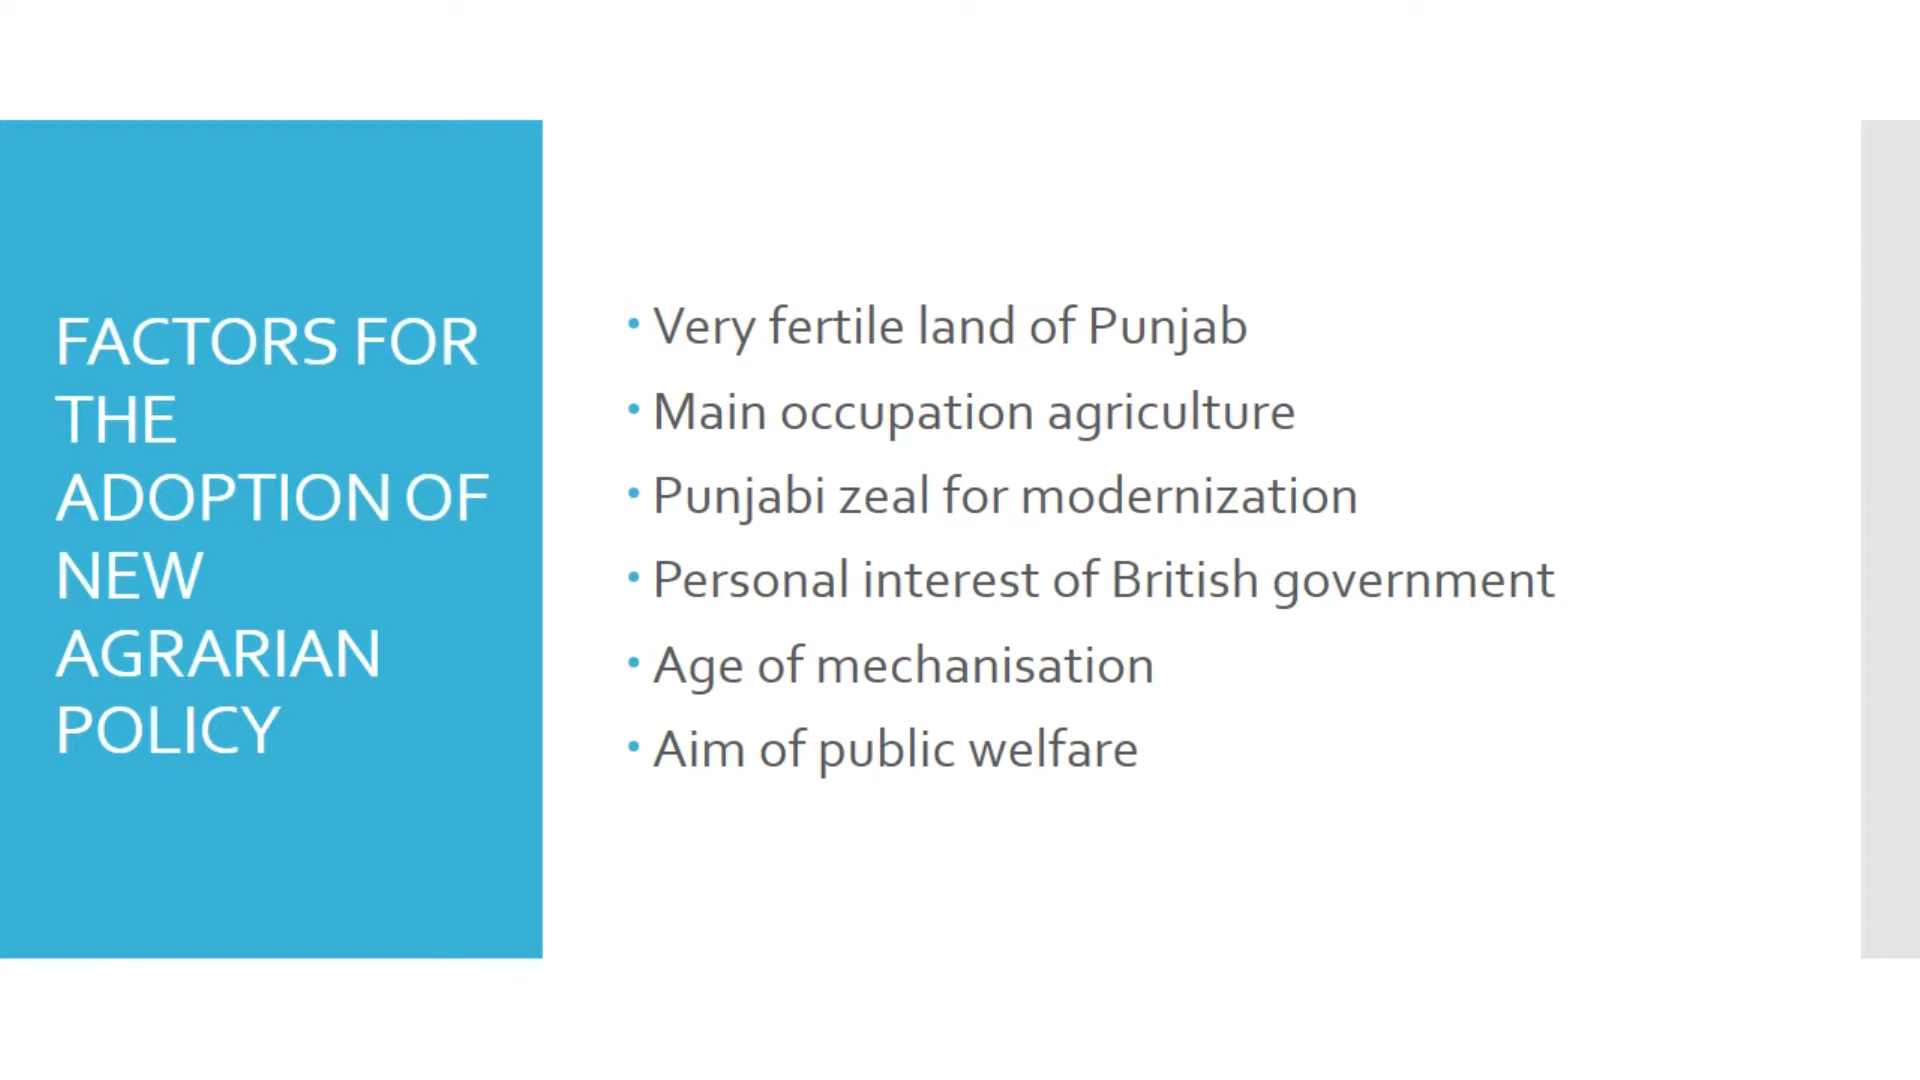 FACTORS FOR
THE
ADOPTION OF
NEW
AGRARIAN
POLICY
• Very fertile land of Punjab
• Main occupation agriculture
• Punjabi zeal for modernization
• Personal interest of British government
• Age of mechanisation
• Aim of public welfare